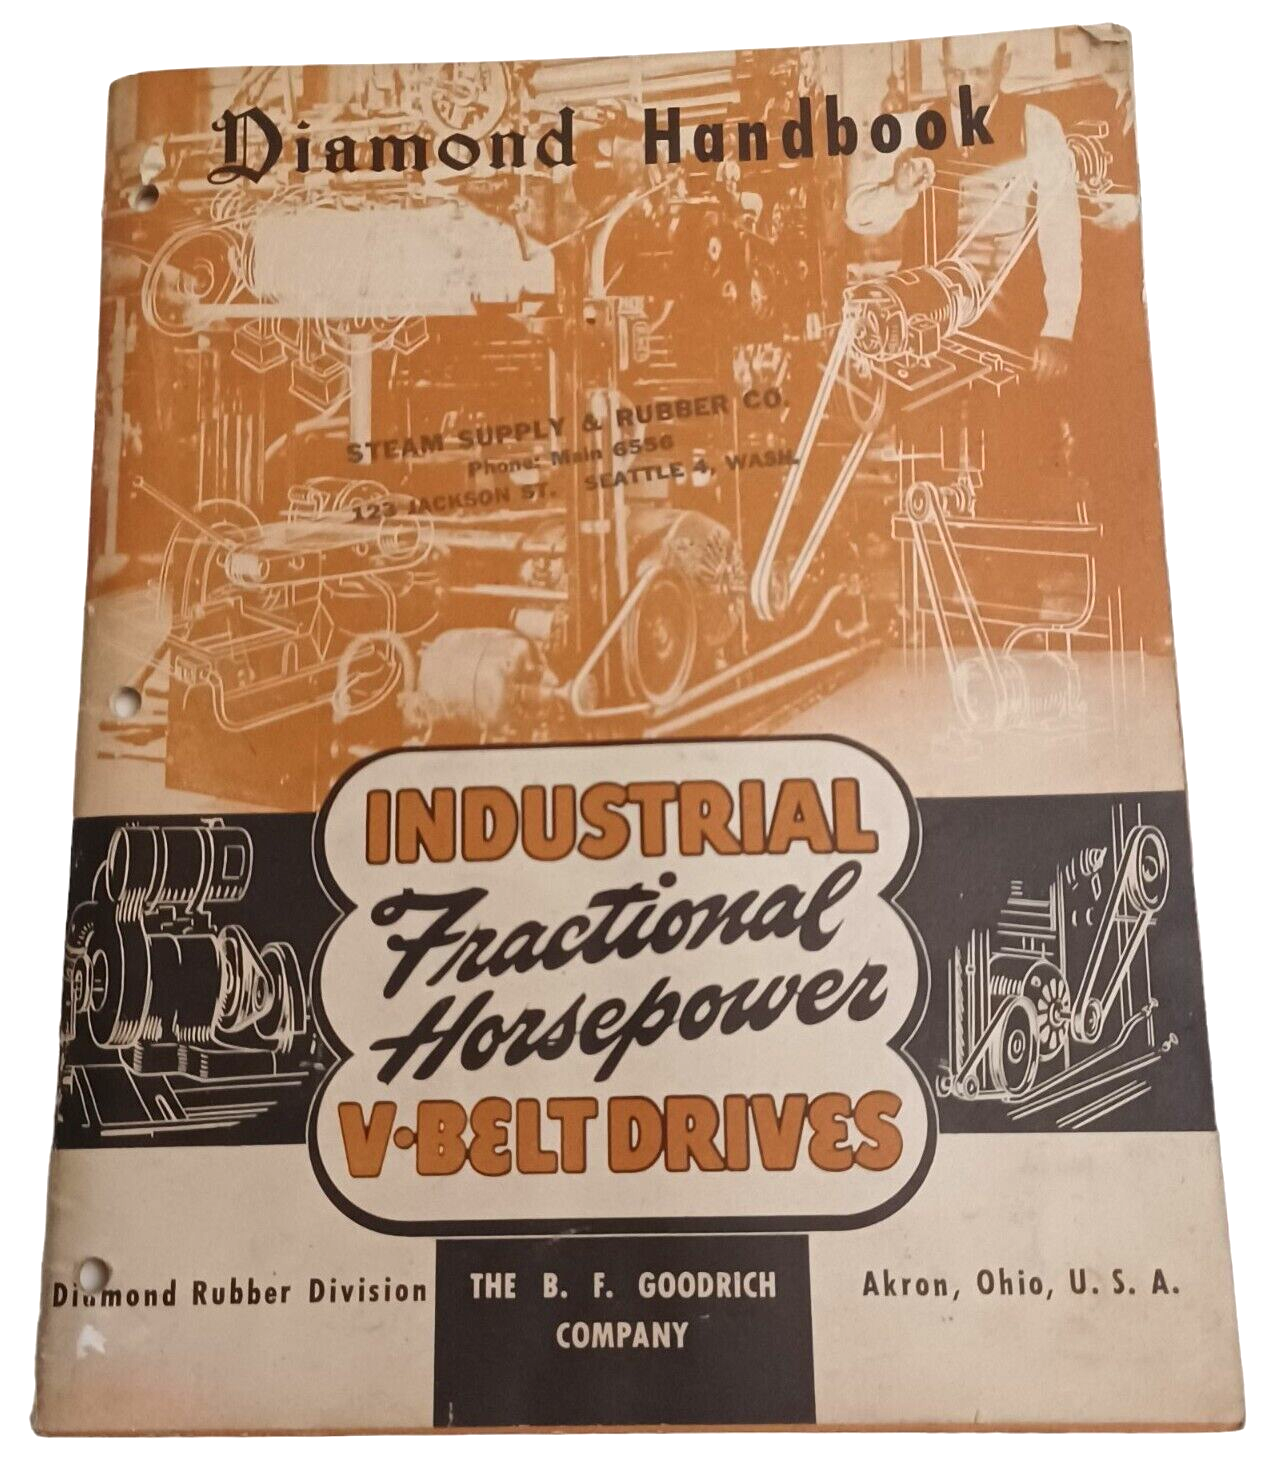 Diamond Handbook
STEAM SUPPLY & RUBBER CO.
Phone: Main 6556
123 JACKSON ST. SEATTLE 4, WASH.
INDUSTRIAL
Fractional
Horsepower
V-BELT DRIVES
Diamond Rubber Division
THE B. F. GOODRICH
COMPANY
Akron, Ohio, U. S. A.